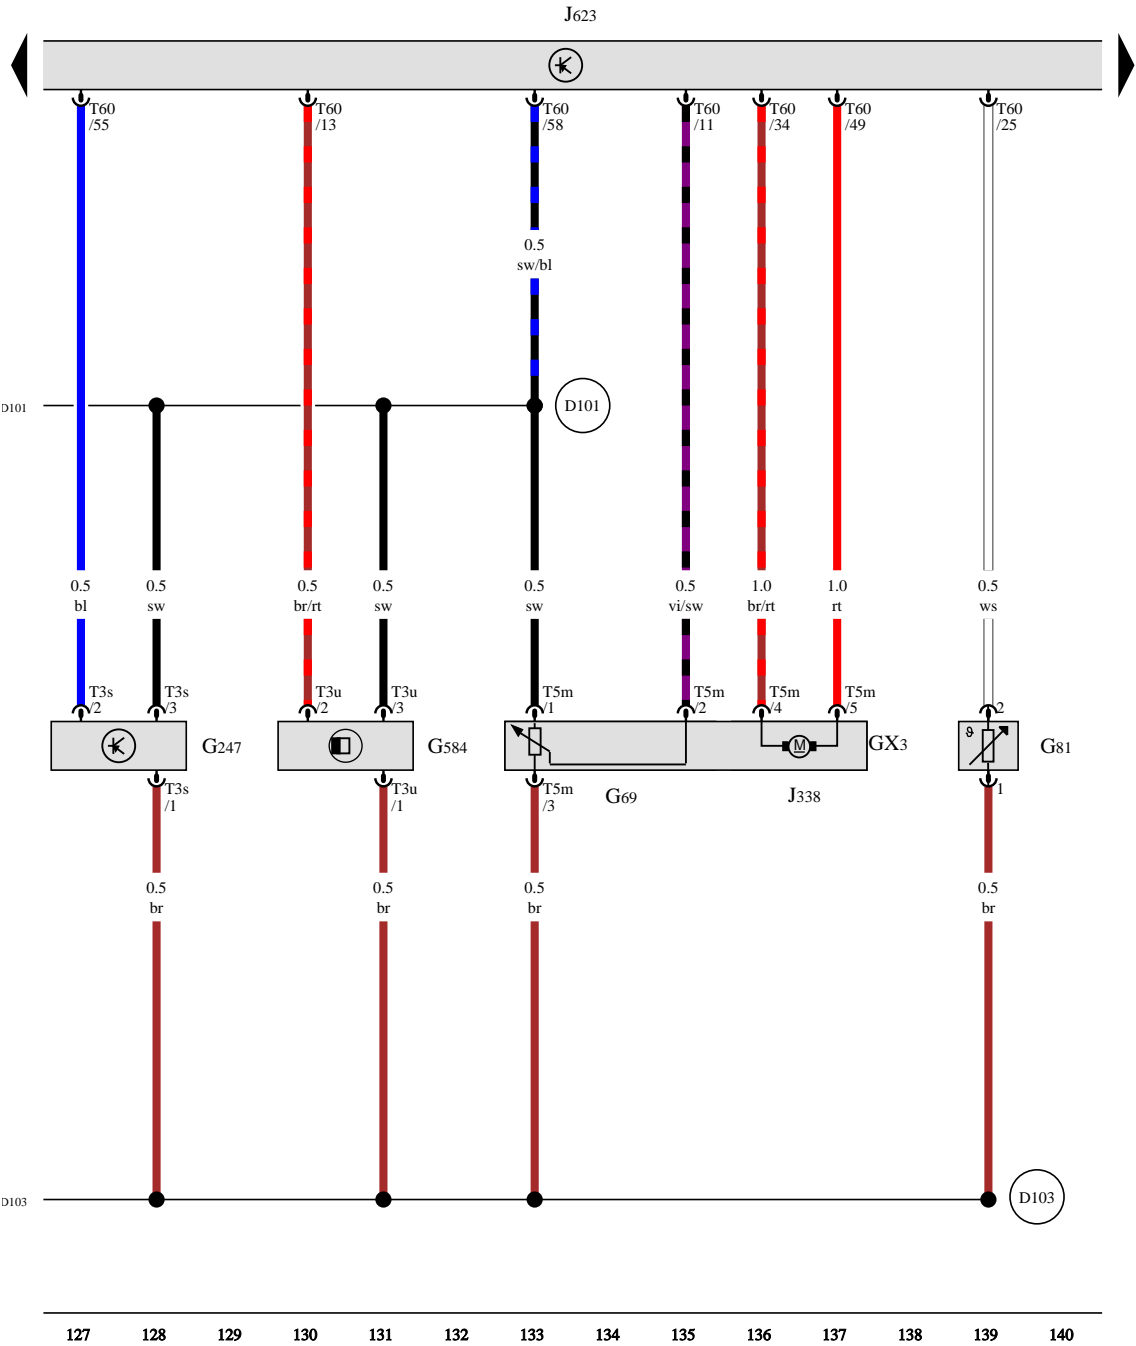 J623
T60 T60 T60 T60 T60 T60 T60
/55 /13 /58 /11 /34 /49 /25
0.5
sw/bl
D101 D101
0.5 0.5 0.5 0.5 0.5 0.5 1.0 1.0 0.5
bl sw br/rt sw sw vi/sw br/rt rt ws
T3s T3s T3u T3u T5m T5m T5m T5m
/2 /3 /2 /3 /1 /2 /4 /5 2
G247 G584 M GX3 ϑ G81
T3s T3u T5m 1
/1 /1 /3 G69 J338
0.5 0.5 0.5 0.5
br br br br
D103 D103
127 128 129 130 131 132 133 134 135 136 137 138 139 140